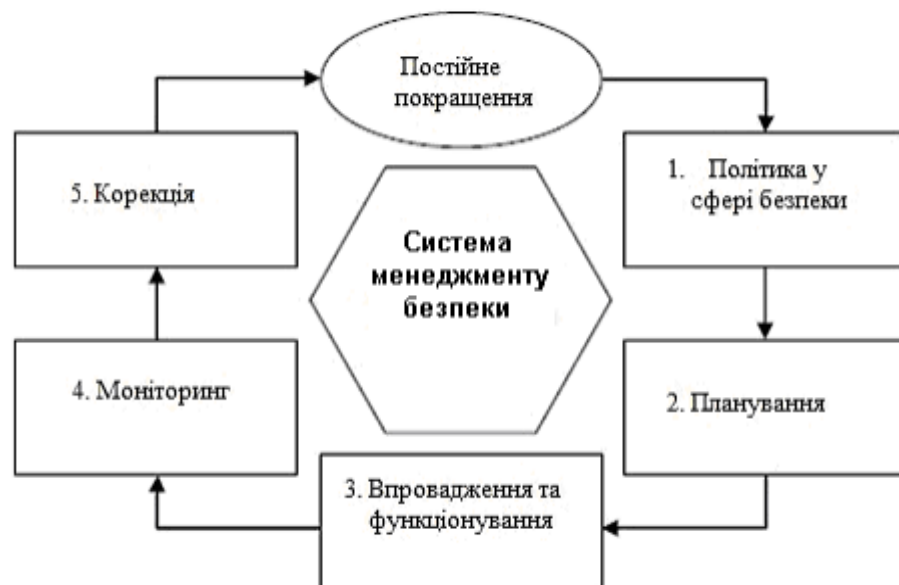 Постійне
покращення
1. Політика у
сфері безпеки
2. Планування
3. Впровадження та
функціонування
4. Моніторинг
5. Корекція
Система
менеджменту
безпеки